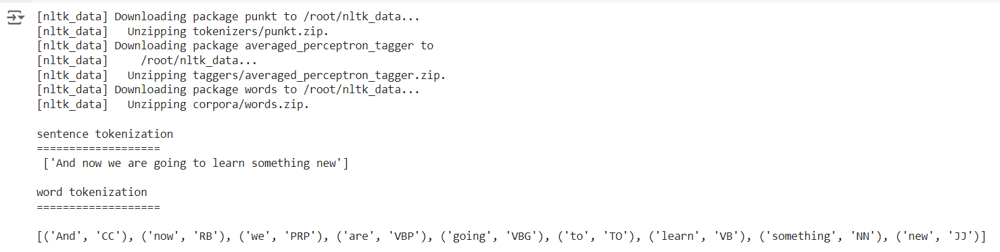 [nltk_data] Downloading package punkt to /root/nltk_data...
[nltk_data]   Unzipping tokenizers/punkt.zip.
[nltk_data] Downloading package averaged_perceptron_tagger to
[nltk_data]     /root/nltk_data...
[nltk_data]   Unzipping taggers/averaged_perceptron_tagger.zip.
[nltk_data] Downloading package words to /root/nltk_data...
[nltk_data]   Unzipping corpora/words.zip.
sentence tokenization
===================
['And now we are going to learn something new']
word tokenization
===================
[('And', 'CC'), ('now', 'RB'), ('we', 'PRP'), ('are', 'VBP'), ('going', 'VBG'), ('to', 'TO'), ('learn', 'VB'), ('something', 'NN'), ('new', 'JJ')]